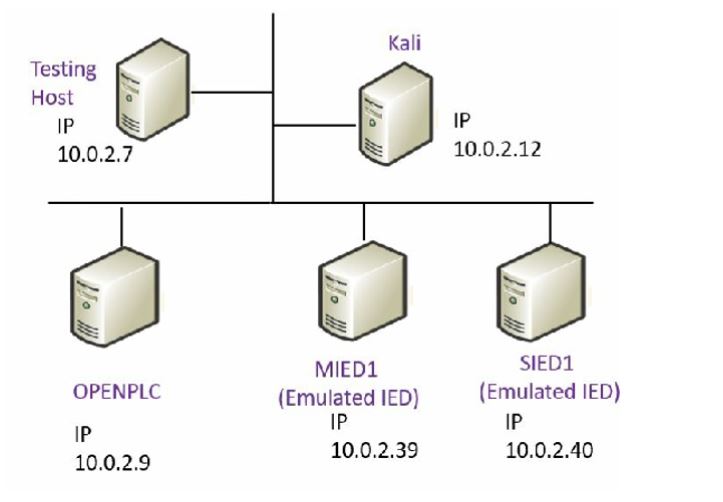 Testing
Host
IP
10.0.2.7
Kali
IP
10.0.2.12
OPENPLC
IP
10.0.2.9
MIED1
(Emulated IED)
IP
10.0.2.39
SIED1
(Emulated IED)
IP
10.0.2.40